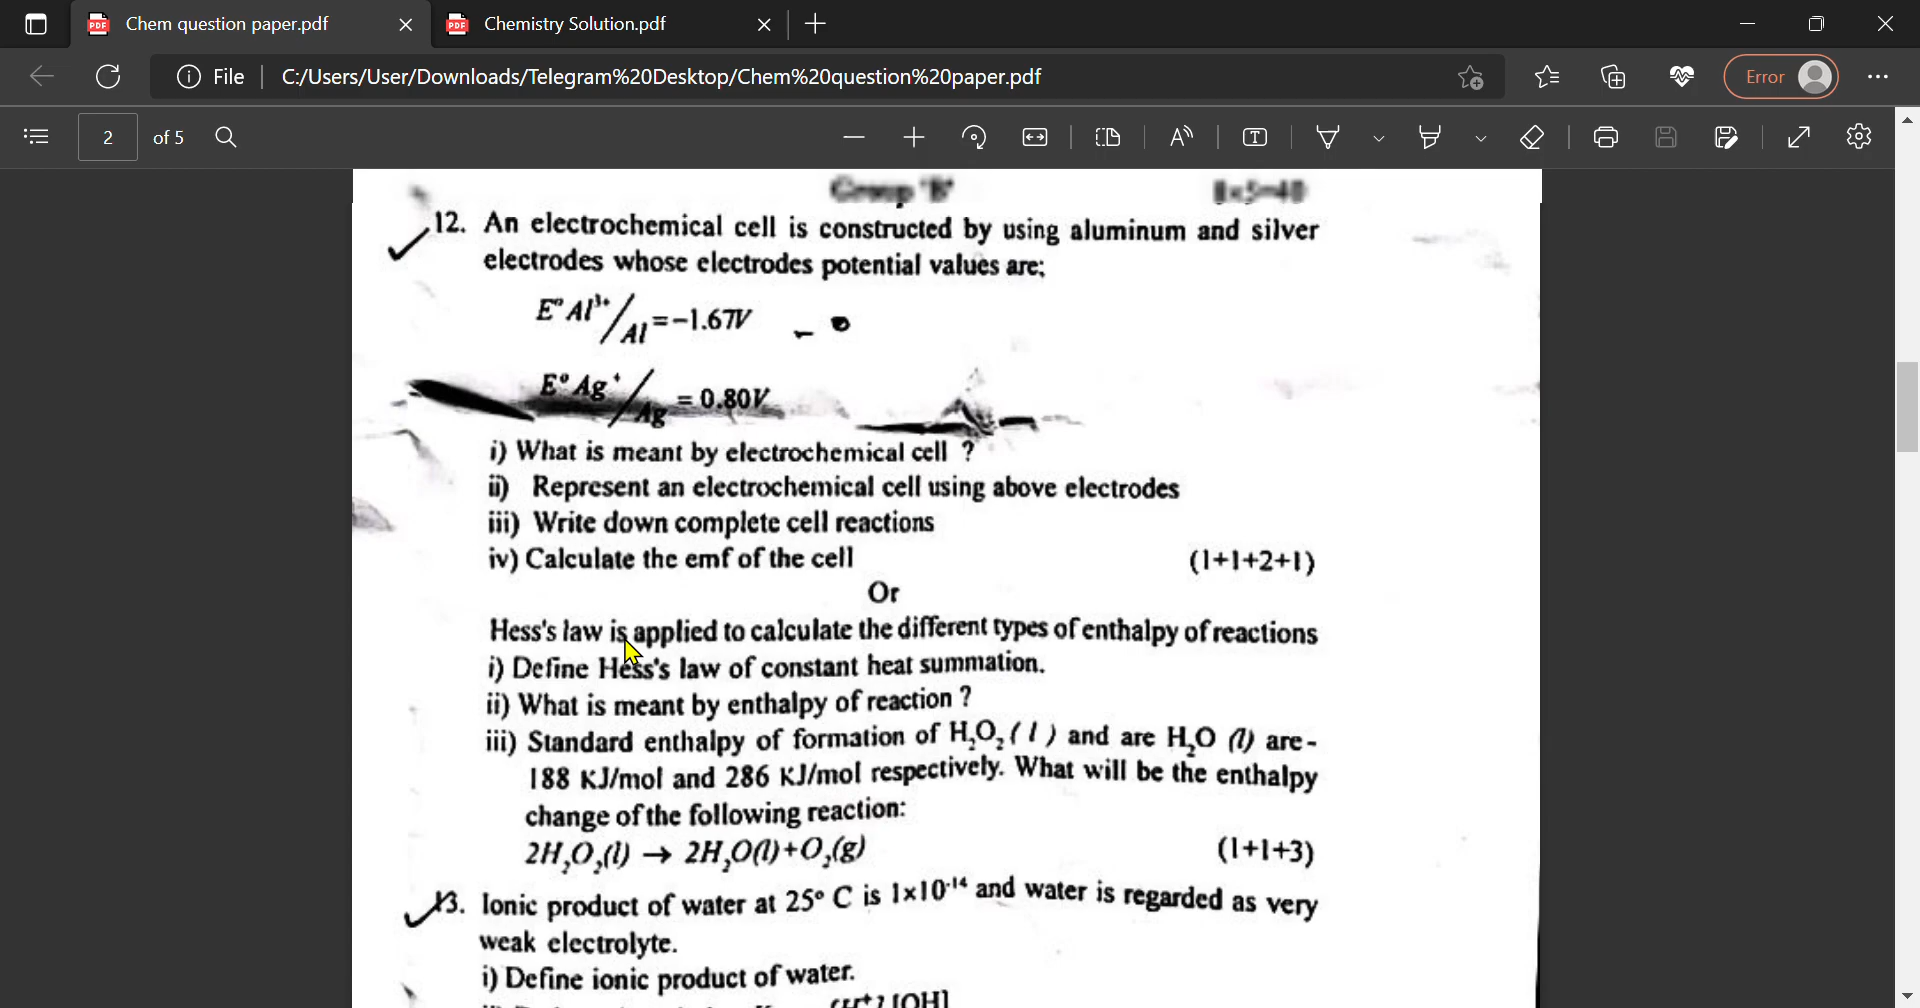 Chem question paper.pdf
Chemistry Solution.pdf
File
C:/Users/User/Downloads/Telegram%20Desktop/Chem%20question%20paper.pdf
Error
2 of 5
Group 'B' 8x5=40
12. An electrochemical cell is constructed by using aluminum and silver
electrodes whose electrodes potential values are;
E° Al³⁺/Al = -1.67V
E° Ag⁺/Ag = 0.80V
i) What is meant by electrochemical cell ?
ii) Represent an electrochemical cell using above electrodes
iii) Write down complete cell reactions
iv) Calculate the emf of the cell (1+1+2+1)
Or
Hess's law is applied to calculate the different types of enthalpy of reactions
i) Define Hess's law of constant heat summation.
ii) What is meant by enthalpy of reaction ?
iii) Standard enthalpy of formation of H₂O₂ (l) and are H₂O (l) are -
188 KJ/mol and 286 KJ/mol respectively. What will be the enthalpy
change of the following reaction:
2H₂O₂(l) → 2H₂O(l)+O₂(g) (1+1+3)
13. Ionic product of water at 25° C is 1×10⁻¹⁴ and water is regarded as very
weak electrolyte.
i) Define ionic product of water.